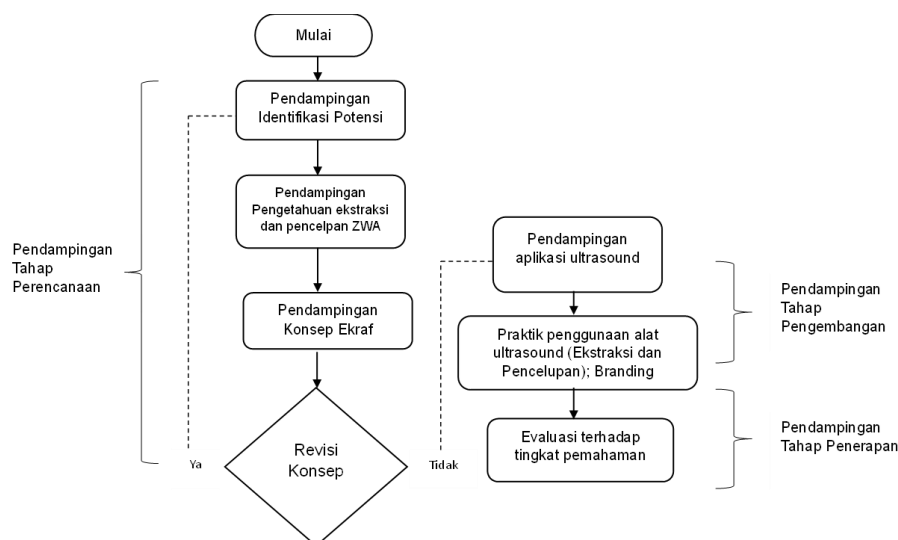 Mulai
Pendampingan
Identifikasi Potensi
Pendampingan
Pengetahuan ekstraksi
dan pencelpan ZWA
Pendampingan
Konsep Ekraf
Revisi
Konsep
Ya
Tidak
Pendampingan
Tahap
Perencanaan
Pendampingan
aplikasi ultrasound
Praktik penggunaan alat
ultrasound (Ekstraksi dan
Pencelupan); Branding
Evaluasi terhadap
tingkat pemahaman
Pendampingan
Tahap
Pengembangan
Pendampingan
Tahap Penerapan